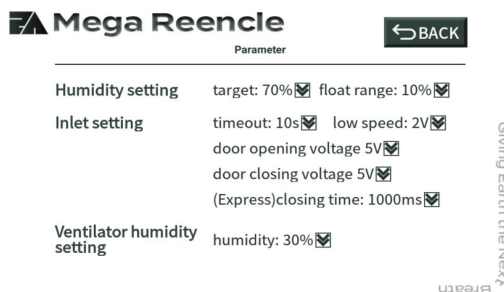 Mega Reencle
BACK
Parameter
Humidity setting target: 70% float range: 10%
Inlet setting timeout: 10s low speed: 2V
door opening voltage 5V
door closing voltage 5V
(Express)closing time: 1000ms
Ventilator humidity
setting
humidity: 30%
Giving Earth the Next
Breath